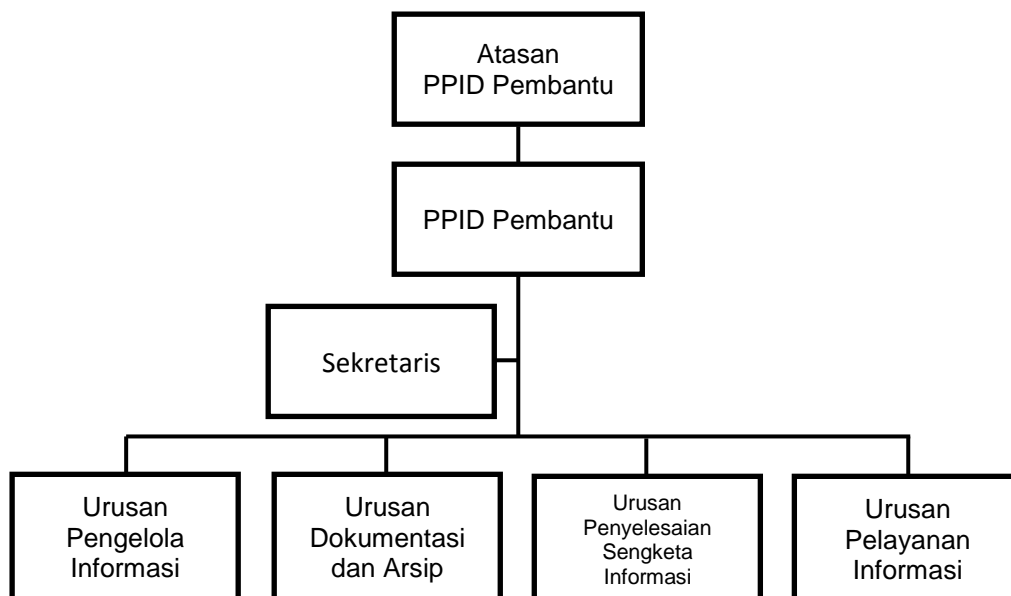 Atasan
PPID Pembantu
PPID Pembantu
Sekretaris
Urusan
Pengelola
Informasi
Urusan
Dokumentasi
dan Arsip
Urusan
Penyelesaian
Sengketa
Informasi
Urusan
Pelayanan
Informasi